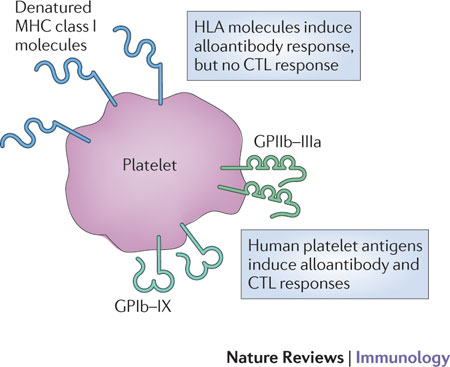 Denatured
MHC class I
molecules
HLA molecules induce
alloantibody response,
but no CTL response
Platelet
GPIIb–IIIa
Human platelet antigens
induce alloantibody and
CTL responses
GPIb–IX
Nature Reviews | Immunology